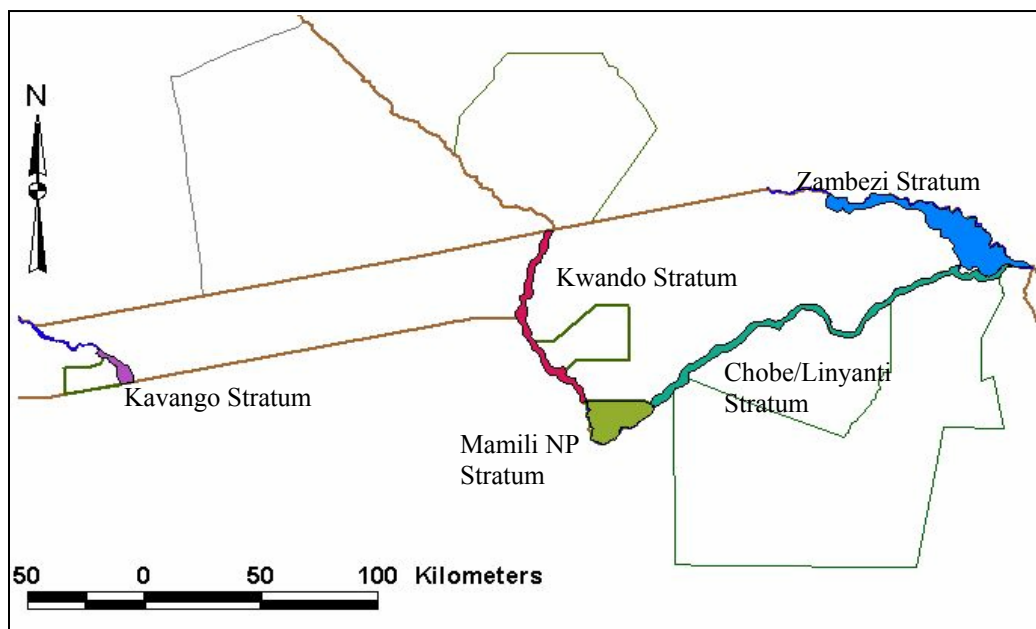 N
Zambezi Stratum
Kwando Stratum
Chobe/Linyanti
Stratum
Kavango Stratum
Mamili NP
Stratum
50 0 50 100 Kilometers